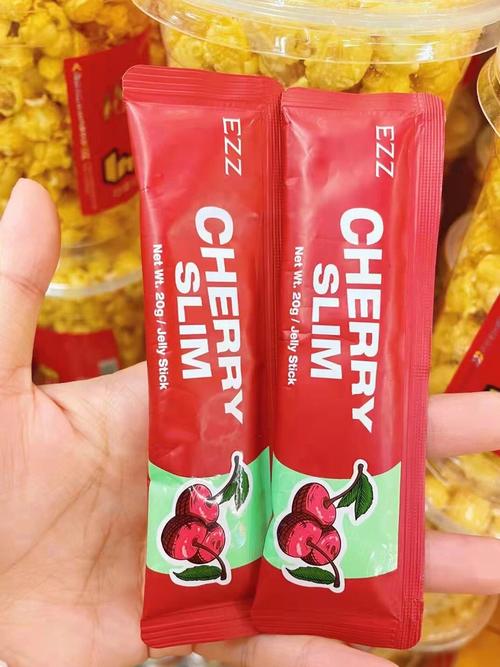 EZZ
CHERRY
SLIM
Net Wt. 20g / Jelly Stick
EZZ
CHERRY
SLIM
Net Wt. 20g / Jelly Stick